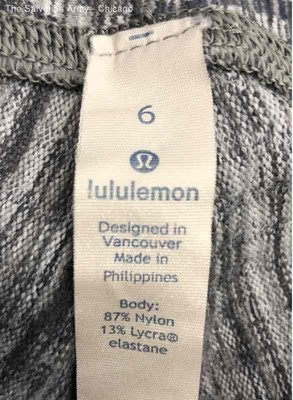 The Salvation Army - Chicago
6
lululemon
Designed in
Vancouver
Made in
Philippines
Body:
87% Nylon
13% Lycra®
elastane